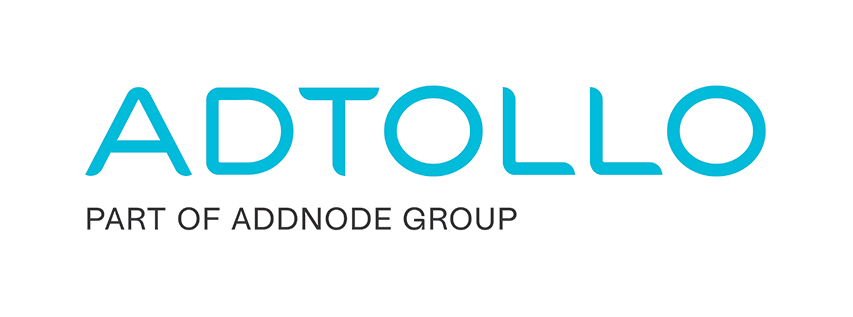 ADTOLLO
PART OF ADDNODE GROUP